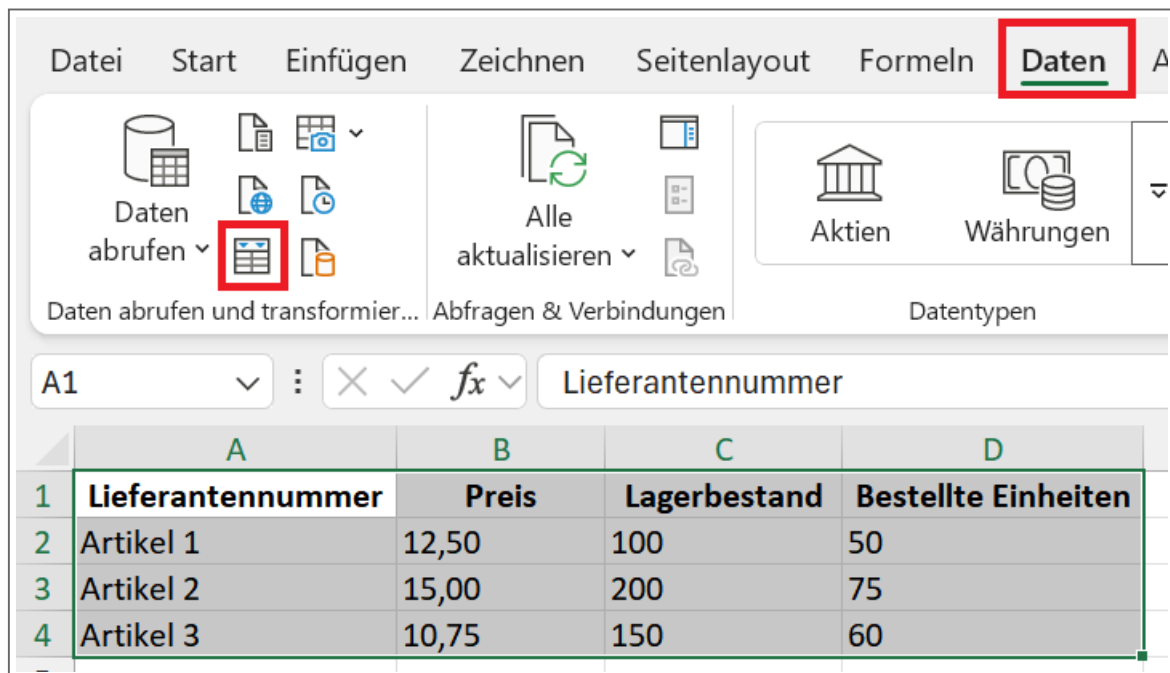 Datei Start Einfügen Zeichnen Seitenlayout Formeln Daten A
Daten
abrufen
Alle
aktualisieren
Aktien Währungen
Daten abrufen und transformier... Abfragen & Verbindungen Datentypen
A1 fx Lieferantennummer
A B C D
1 Lieferantennummer Preis Lagerbestand Bestellte Einheiten
2 Artikel 1 12,50 100 50
3 Artikel 2 15,00 200 75
4 Artikel 3 10,75 150 60